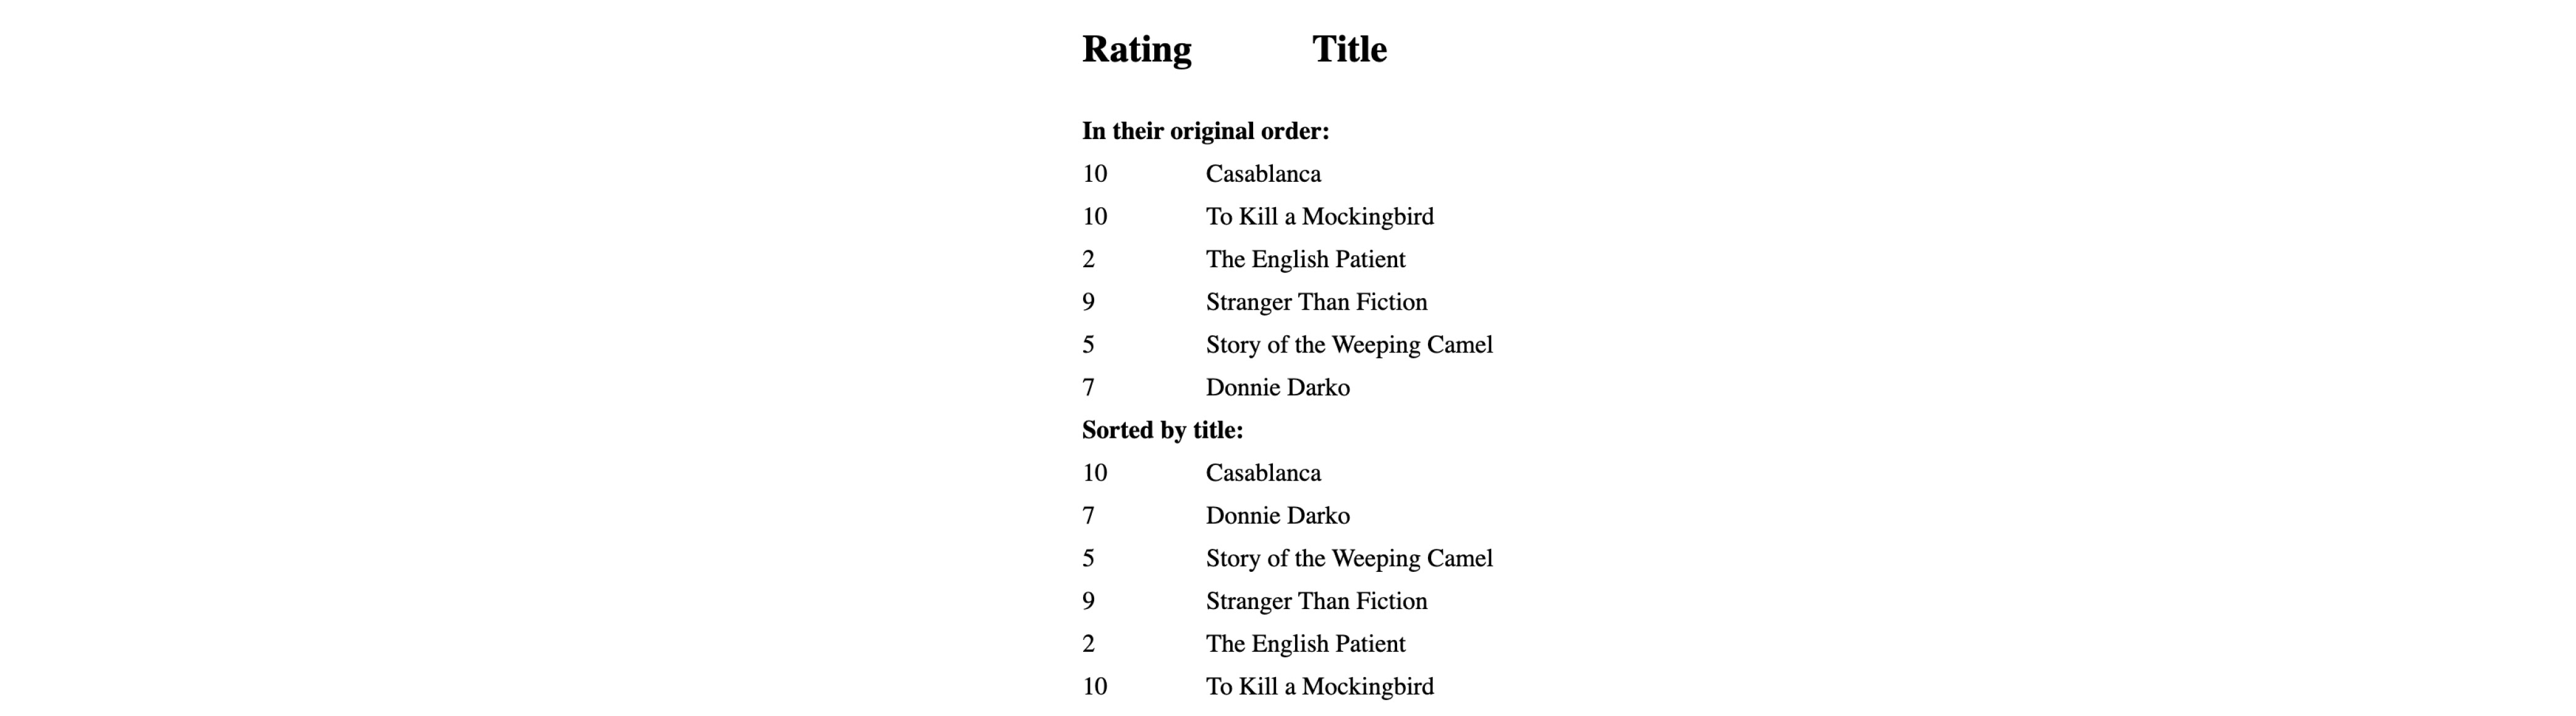 Rating Title
In their original order:
10 Casablanca
10 To Kill a Mockingbird
2 The English Patient
9 Stranger Than Fiction
5 Story of the Weeping Camel
7 Donnie Darko
Sorted by title:
10 Casablanca
7 Donnie Darko
5 Story of the Weeping Camel
9 Stranger Than Fiction
2 The English Patient
10 To Kill a Mockingbird